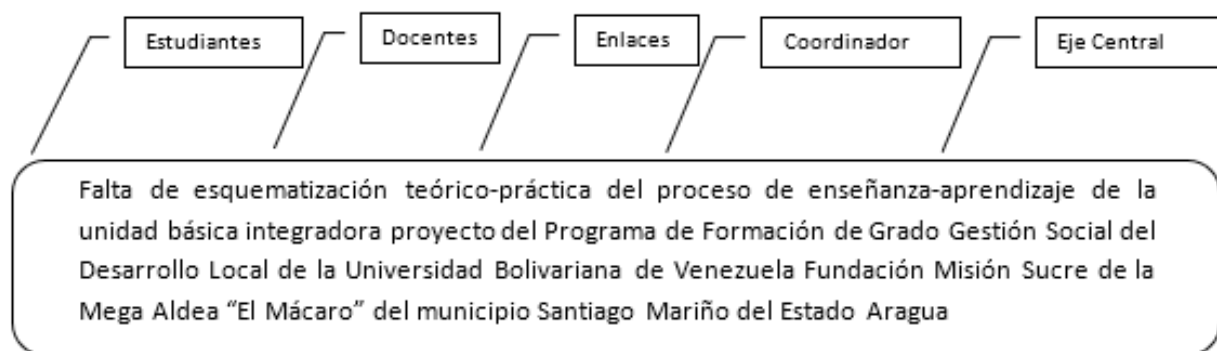 Estudiantes
Docentes
Enlaces
Coordinador
Eje Central
Falta de esquematización teórico-práctica del proceso de enseñanza-aprendizaje de la
unidad básica integradora proyecto del Programa de Formación de Grado Gestión Social del
Desarrollo Local de la Universidad Bolivariana de Venezuela Fundación Misión Sucre de la
Mega Aldea “El Mácaro” del municipio Santiago Mariño del Estado Aragua